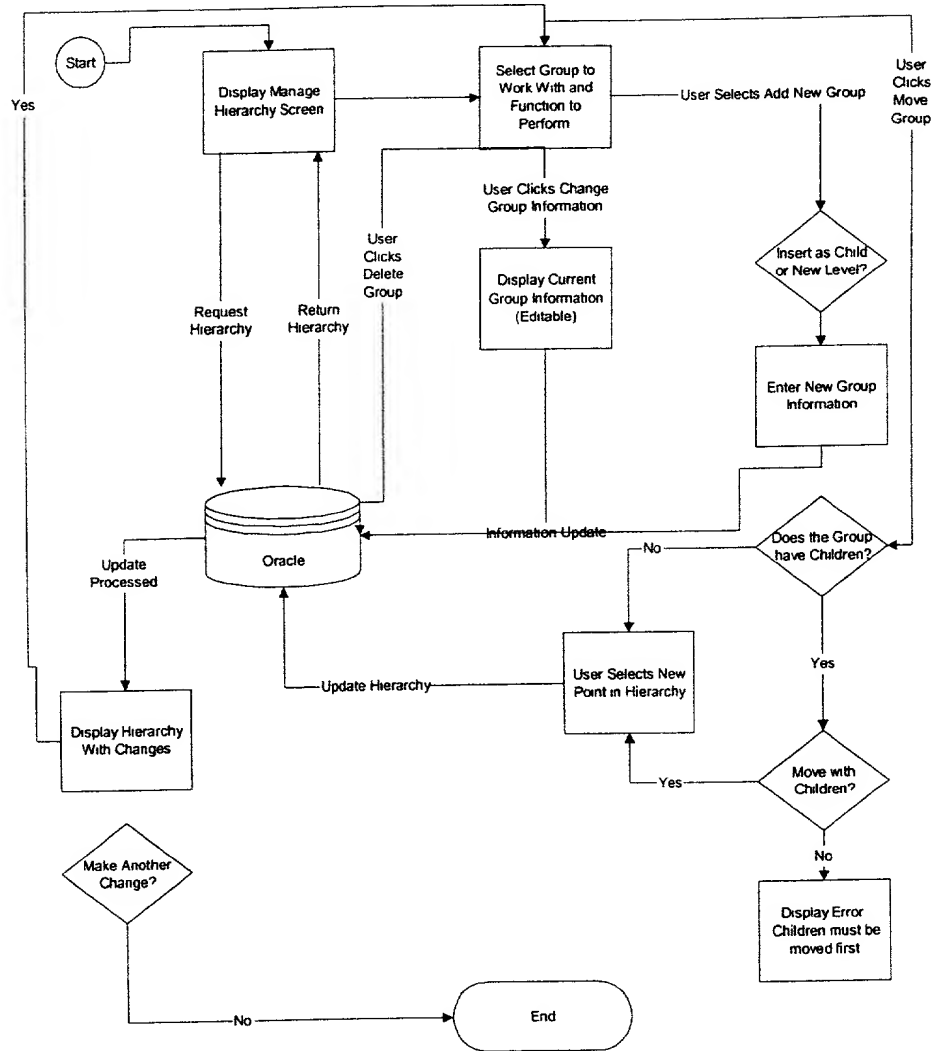 Start
Yes
Display Manage
Hierarchy Screen
Select Group to
Work With and
Function to
Perform
User Selects Add New Group
User
Clicks
Move
Group
User Clicks Change
Group Information
User
Clicks
Delete
Group
Insert as Child
or New Level?
Display Current
Group Information
(Editable)
Request
Hierarchy
Return
Hierarchy
Enter New Group
Information
Oracle
Information Update
Does the Group
have Children?
No
Update
Processed
Yes
User Selects New
Point in Hierarchy
Update Hierarchy
Display Hierarchy
With Changes
Move with
Children?
Yes
No
Make Another
Change?
Display Error
Children must be
moved first
No
End